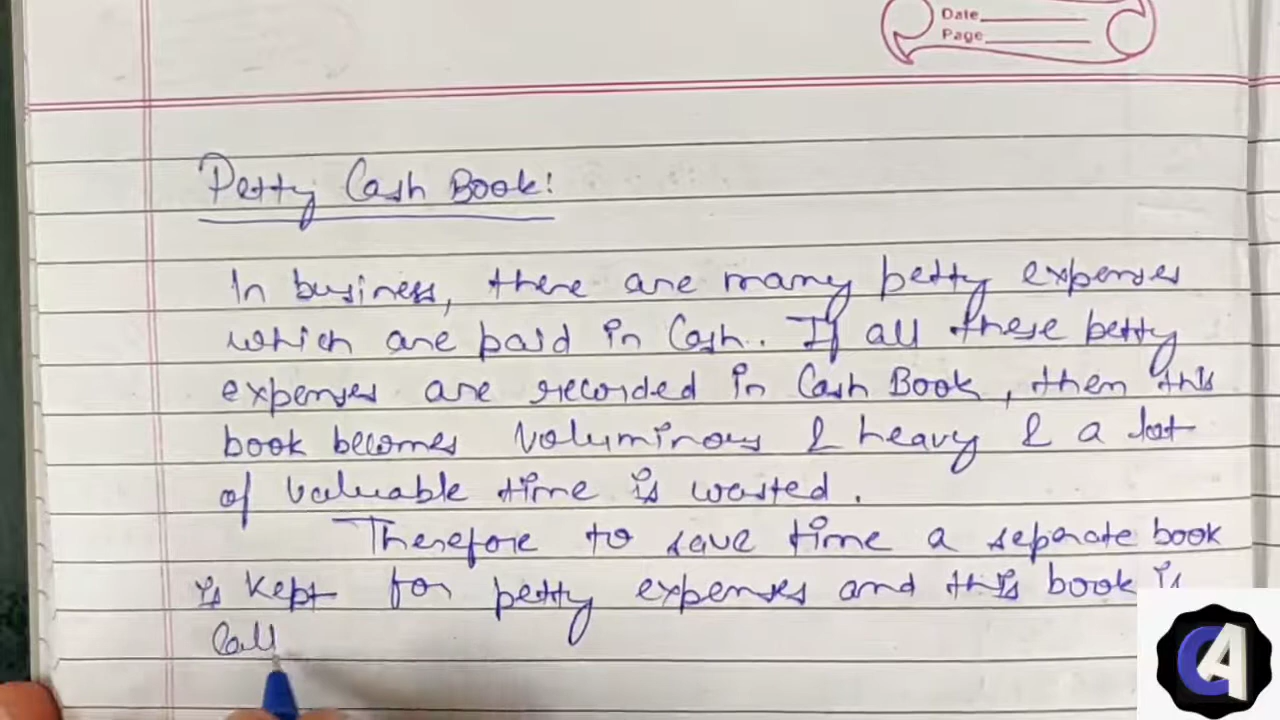 Date
Page
Petty Cash Book:
In business, there are many petty expenses
which are paid in Cash. If all these petty
expenses are recorded in Cash Book, then this
book becomes voluminous & heavy & a lot
of valuable time is wasted.
Therefore to save time a separate book
is kept for petty expenses and this book is
Call
CA